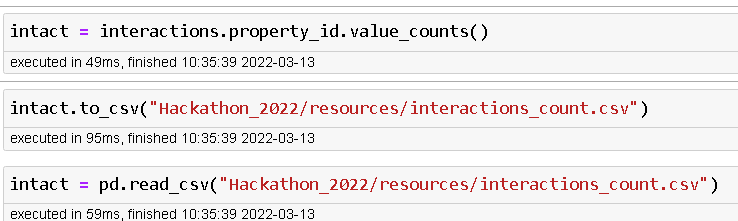 intact = interactions.property_id.value_counts()
executed in 49ms, finished 10:35:39 2022-03-13
intact.to_csv("Hackathon_2022/resources/interactions_count.csv")
executed in 95ms, finished 10:35:39 2022-03-13
intact = pd.read_csv("Hackathon_2022/resources/interactions_count.csv")
executed in 59ms, finished 10:35:39 2022-03-13